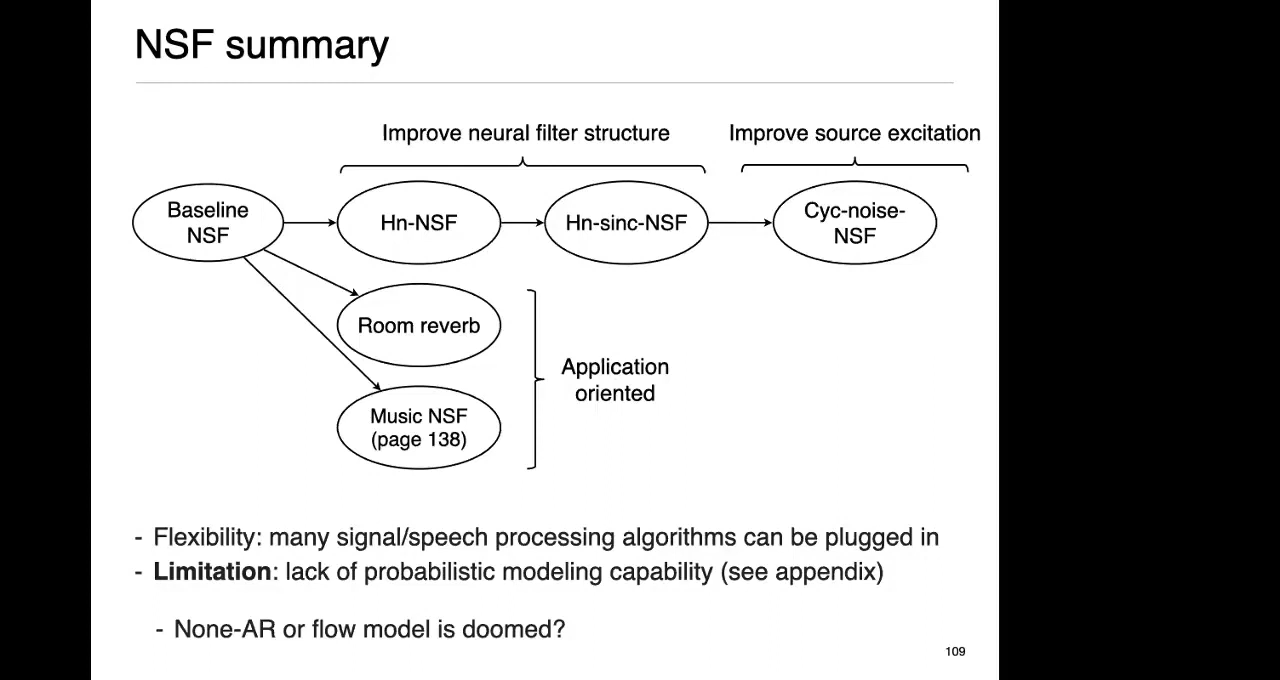 NSF summary
Improve neural filter structure
Improve source excitation
Baseline
NSF
Hn-NSF
Hn-sinc-NSF
Cyc-noise-
NSF
Room reverb
Application
oriented
Music NSF
(page 138)
- Flexibility: many signal/speech processing algorithms can be plugged in
- Limitation: lack of probabilistic modeling capability (see appendix)
- None-AR or flow model is doomed?
109